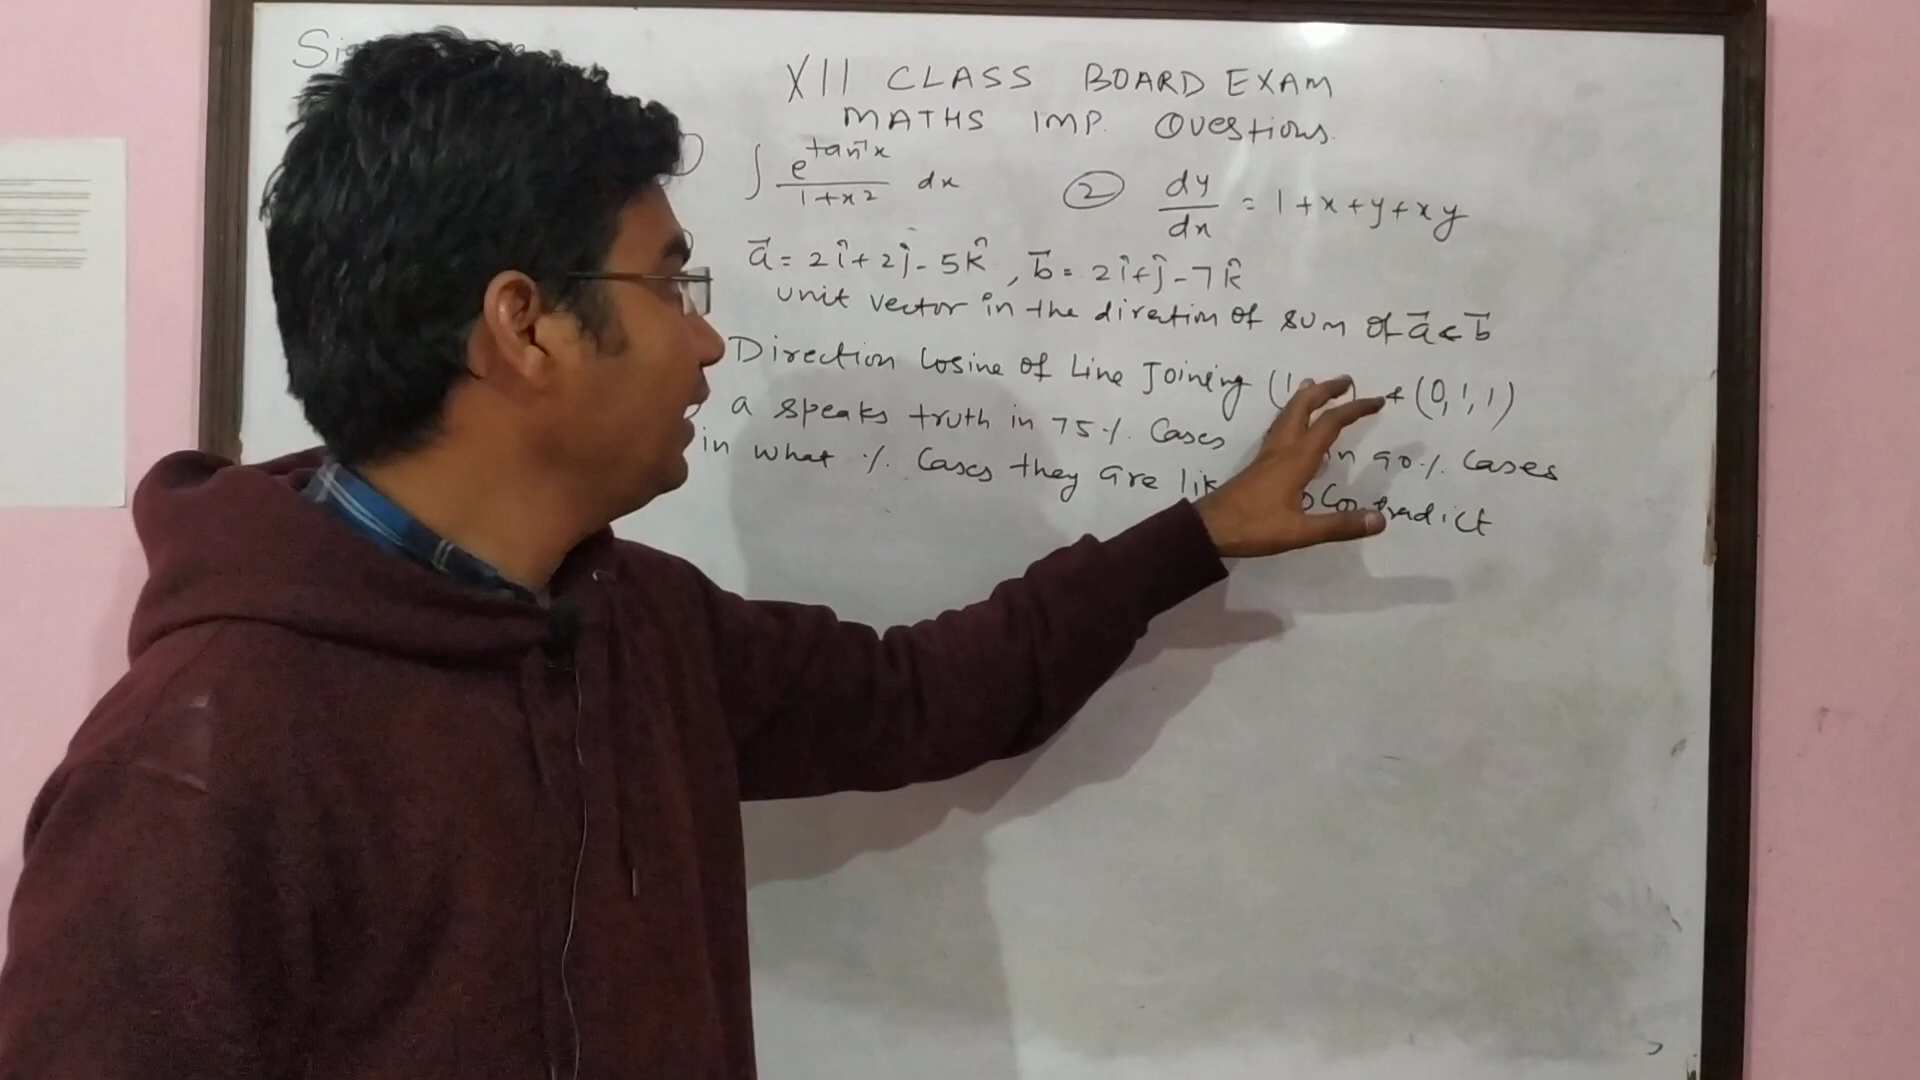 XII CLASS BOARD EXAM
MATHS IMP. Questions.
∫ e^(tan⁻¹x) / (1+x²) dx
② dy/dx = 1+x+y+xy
a⃗ = 2î+2ĵ-5k̂, b⃗ = 2î+ĵ-7k̂
unit vector in the direction of sum of a⃗ & b⃗
Direction Cosine of Line Joining (1 & (0,1,1)
a speaks truth in 75% Cases in 90% Cases
in what % Cases they are Contradict